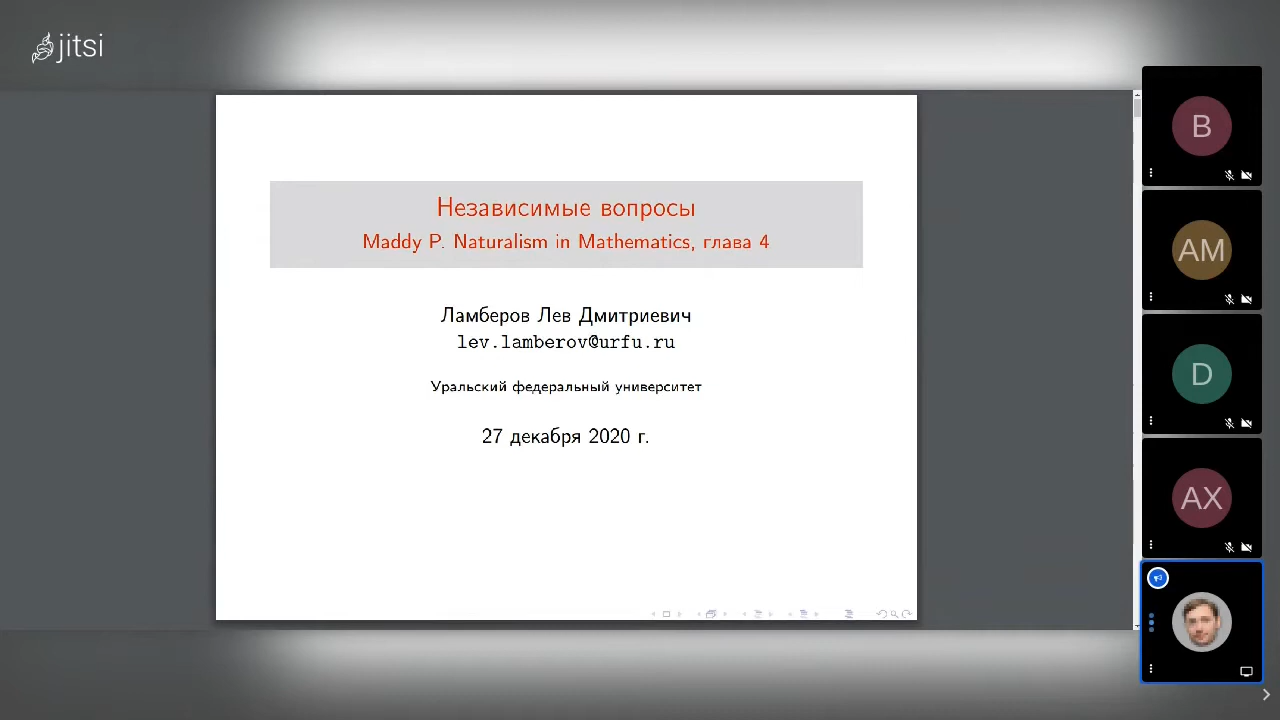 jitsi
Независимые вопросы
Maddy P. Naturalism in Mathematics, глава 4
Ламберов Лев Дмитриевич
lev.lamberov@urfu.ru
Уральский федеральный университет
27 декабря 2020 г.
B
AM
D
AX